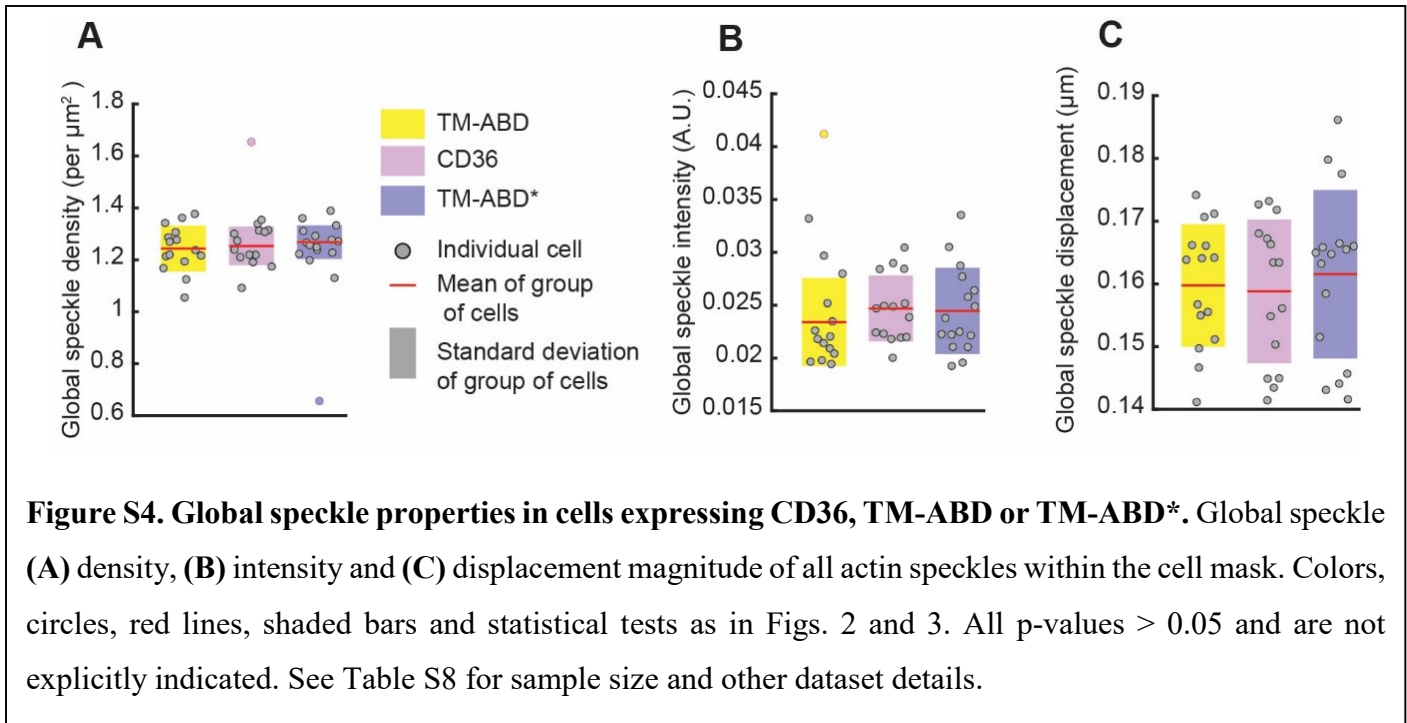 A
Global speckle density (per µm²)
1.8
1.6
1.4
1.2
1
0.8
0.6
TM-ABD
CD36
TM-ABD*
Individual cell
Mean of group
of cells
Standard deviation
of group of cells
B
Global speckle intensity (A.U.)
0.045
0.04
0.035
0.03
0.025
0.02
0.015
C
Global speckle displacement (µm)
0.19
0.18
0.17
0.16
0.15
0.14
Figure S4. Global speckle properties in cells expressing CD36, TM-ABD or TM-ABD*. Global speckle
(A) density, (B) intensity and (C) displacement magnitude of all actin speckles within the cell mask. Colors,
circles, red lines, shaded bars and statistical tests as in Figs. 2 and 3. All p-values > 0.05 and are not
explicitly indicated. See Table S8 for sample size and other dataset details.